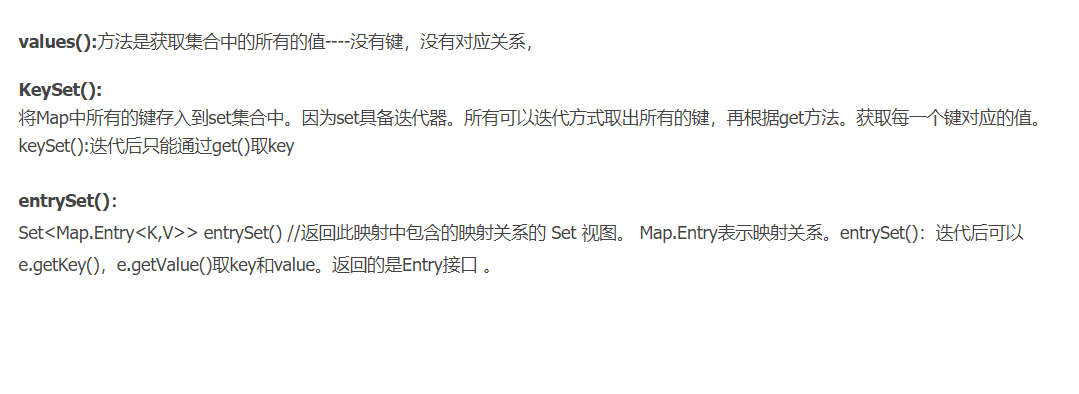 values():方法是获取集合中的所有的值----没有键，没有对应关系，
KeySet():
将Map中所有的键存入到set集合中。因为set具备迭代器。所有可以迭代方式取出所有的键，再根据get方法。获取每一个键对应的值。
keySet():迭代后只能通过get()取key
entrySet()：
Set<Map.Entry<K,V>> entrySet() //返回此映射中包含的映射关系的 Set 视图。 Map.Entry表示映射关系。entrySet()：迭代后可以
e.getKey()，e.getValue()取key和value。返回的是Entry接口 。